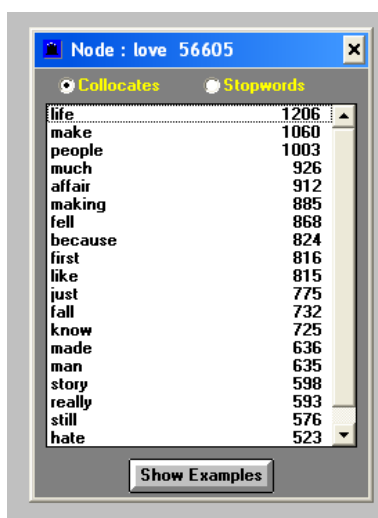 Node : love 56605
Collocates Stopwords
life 1206
make 1060
people 1003
much 926
affair 912
making 885
fell 868
because 824
first 816
like 815
just 775
fall 732
know 725
made 636
man 635
story 598
really 593
still 576
hate 523
Show Examples